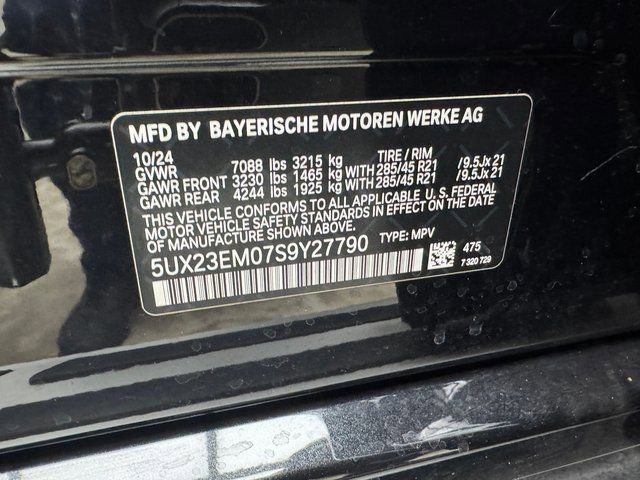 MFD BY BAYERISCHE MOTOREN WERKE AG
10/24
GVWR 7088 lbs 3215 kg TIRE / RIM
GAWR FRONT 3230 lbs 1465 kg WITH 285/45 R21 /9.5Jx21
GAWR REAR 4244 lbs 1925 kg WITH 285/45 R21 /9.5Jx21
THIS VEHICLE CONFORMS TO ALL APPLICABLE U.S. FEDERAL
MOTOR VEHICLE SAFETY STANDARDS IN EFFECT ON THE
DATE OF MANUFACTURE SHOWN ABOVE.
5UX23EM07S9Y27790 TYPE: MPV
475
7 320 729